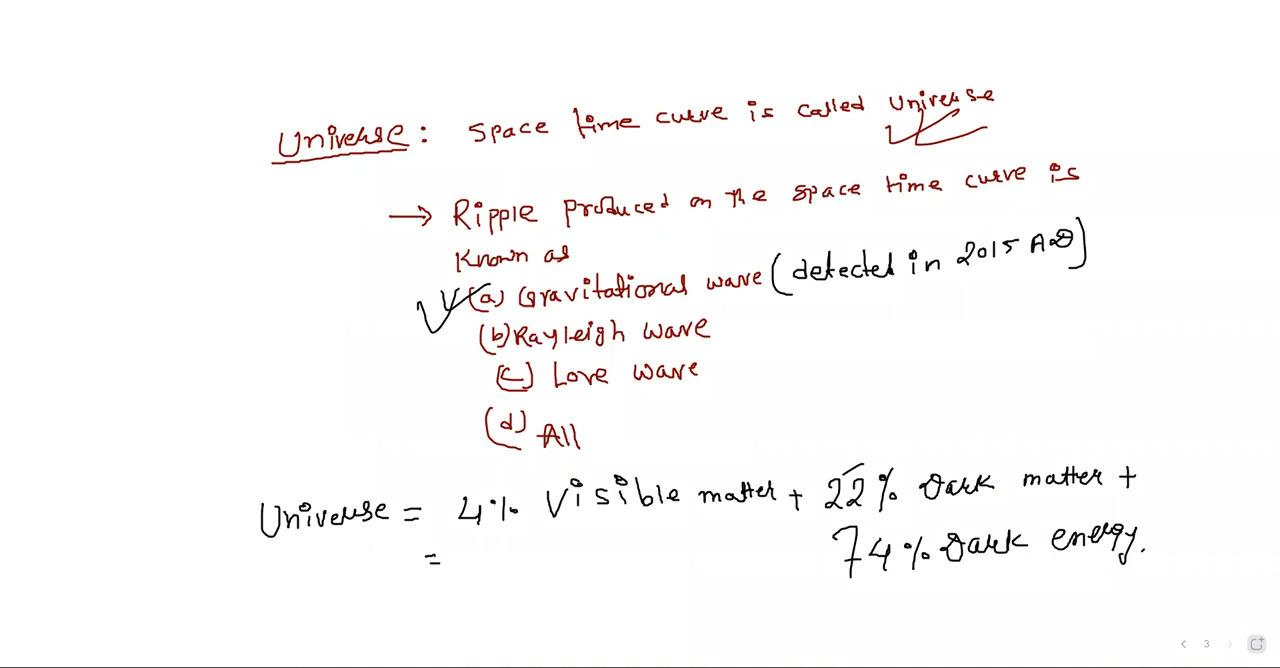 Universe: Space time curve is called Universe
→ Ripple produced on the space time curve is
Known as
(a) Gravitational wave (detected in 2015 AD)
(b) Rayleigh wave
(c) Love wave
(d) All
Universe = 4% Visible matter + 22% Dark matter +
= 74% Dark energy.
3